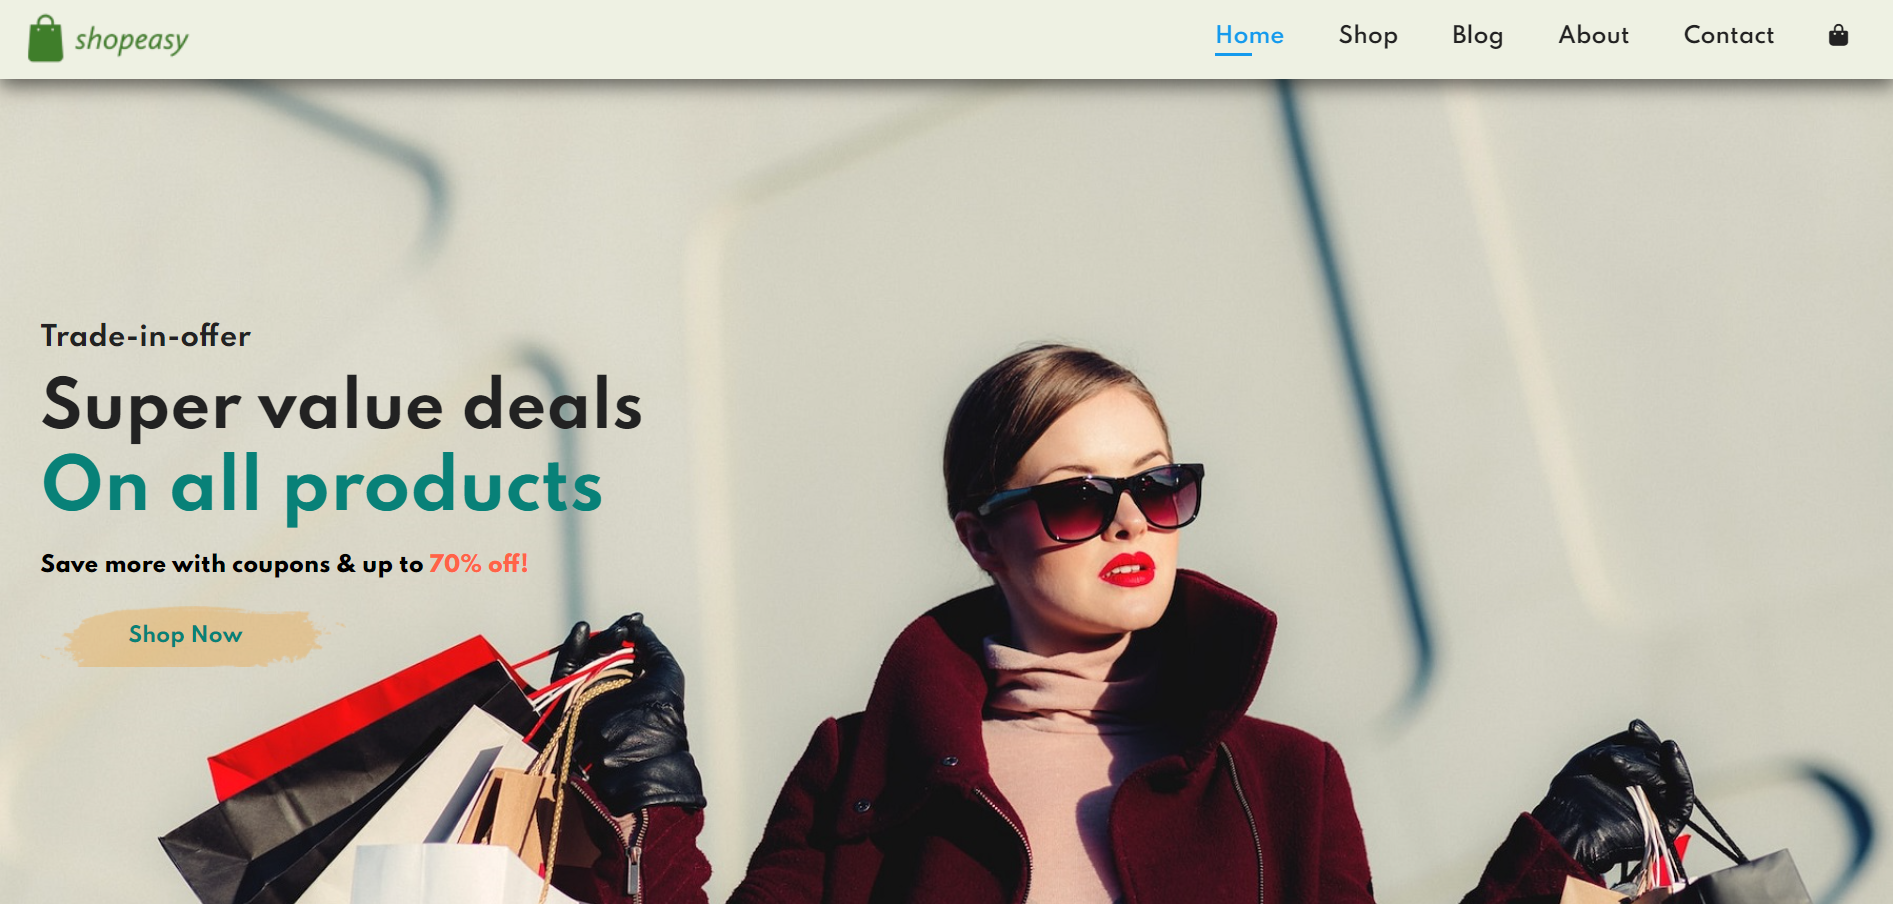 shopeasy
Home Shop Blog About Contact
Trade-in-offer
Super value deals
On all products
Save more with coupons & up to 70% off!
Shop Now